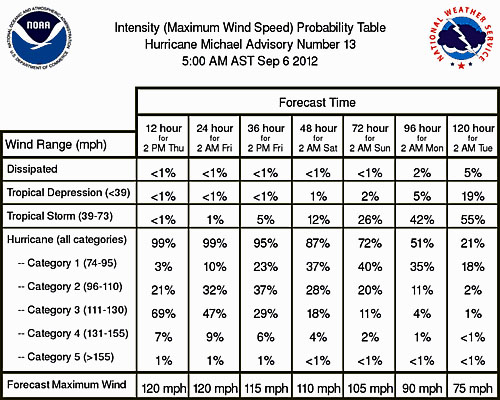 Intensity (Maximum Wind Speed) Probability Table
Hurricane Michael Advisory Number 13
5:00 AM AST Sep 6 2012
NATIONAL OCEANIC AND ATMOSPHERIC ADMINISTRATION
NOAA
U.S. DEPARTMENT OF COMMERCE
NATIONAL WEATHER SERVICE
Forecast Time
Wind Range (mph) 12 hour for 2 PM Thu 24 hour for 2 AM Fri 36 hour for 2 PM Fri 48 hour for 2 AM Sat 72 hour for 2 AM Sun 96 hour for 2 AM Mon 120 hour for 2 AM Tue
Dissipated <1% <1% <1% <1% <1% 2% 5%
Tropical Depression (<39) <1% <1% <1% 1% 2% 5% 19%
Tropical Storm (39-73) <1% 1% 5% 12% 26% 42% 55%
Hurricane (all categories) 99% 99% 95% 87% 72% 51% 21%
-- Category 1 (74-95) 3% 10% 23% 37% 40% 35% 18%
-- Category 2 (96-110) 21% 32% 37% 28% 20% 11% 2%
-- Category 3 (111-130) 69% 47% 29% 18% 11% 4% 1%
-- Category 4 (131-155) 7% 9% 6% 4% 2% 1% <1%
-- Category 5 (>155) 1% 1% 1% <1% <1% <1% <1%
Forecast Maximum Wind 120 mph 120 mph 115 mph 110 mph 105 mph 90 mph 75 mph